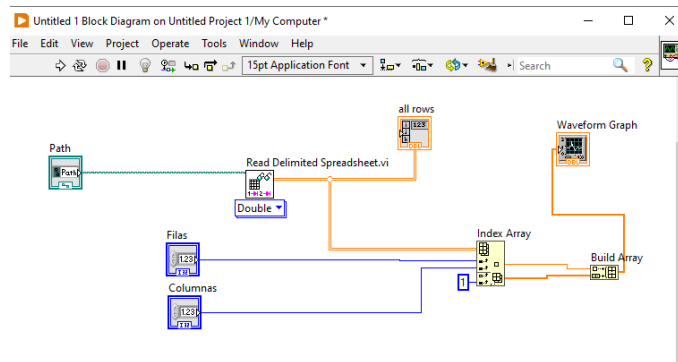 Untitled 1 Block Diagram on Untitled Project 1/My Computer *
File Edit View Project Operate Tools Window Help
15pt Application Font Search
all rows
Waveform Graph
Path
Read Delimited Spreadsheet.vi
Double
Filas
Index Array
Build Array
Columnas
1